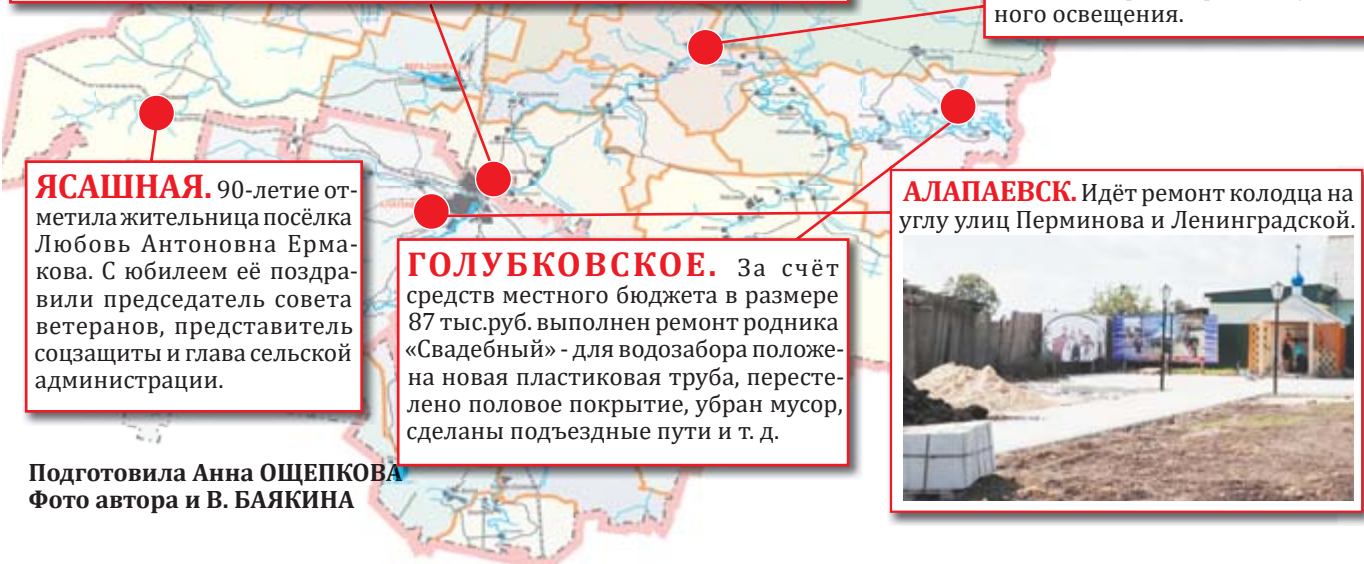 ного освещения.
ЯСАШНАЯ. 90-летие от-
метила жительница посёлка
Любовь Антоновна Ерма-
кова. С юбилеем её поздра-
вили председатель совета
ветеранов, представитель
соцзащиты и глава сельской
администрации.
ГОЛУБКОВСКОЕ. За счёт
средств местного бюджета в размере
87 тыс.руб. выполнен ремонт родника
«Свадебный» - для водозабора положе-
на новая пластиковая труба, пересте-
лено половое покрытие, убран мусор,
сделаны подъездные пути и т. д.
АЛАПАЕВСК. Идёт ремонт колодца на
углу улиц Перминова и Ленинградской.
Подготовила Анна ОЩЕПКОВА
Фото автора и В. БАЯКИНА